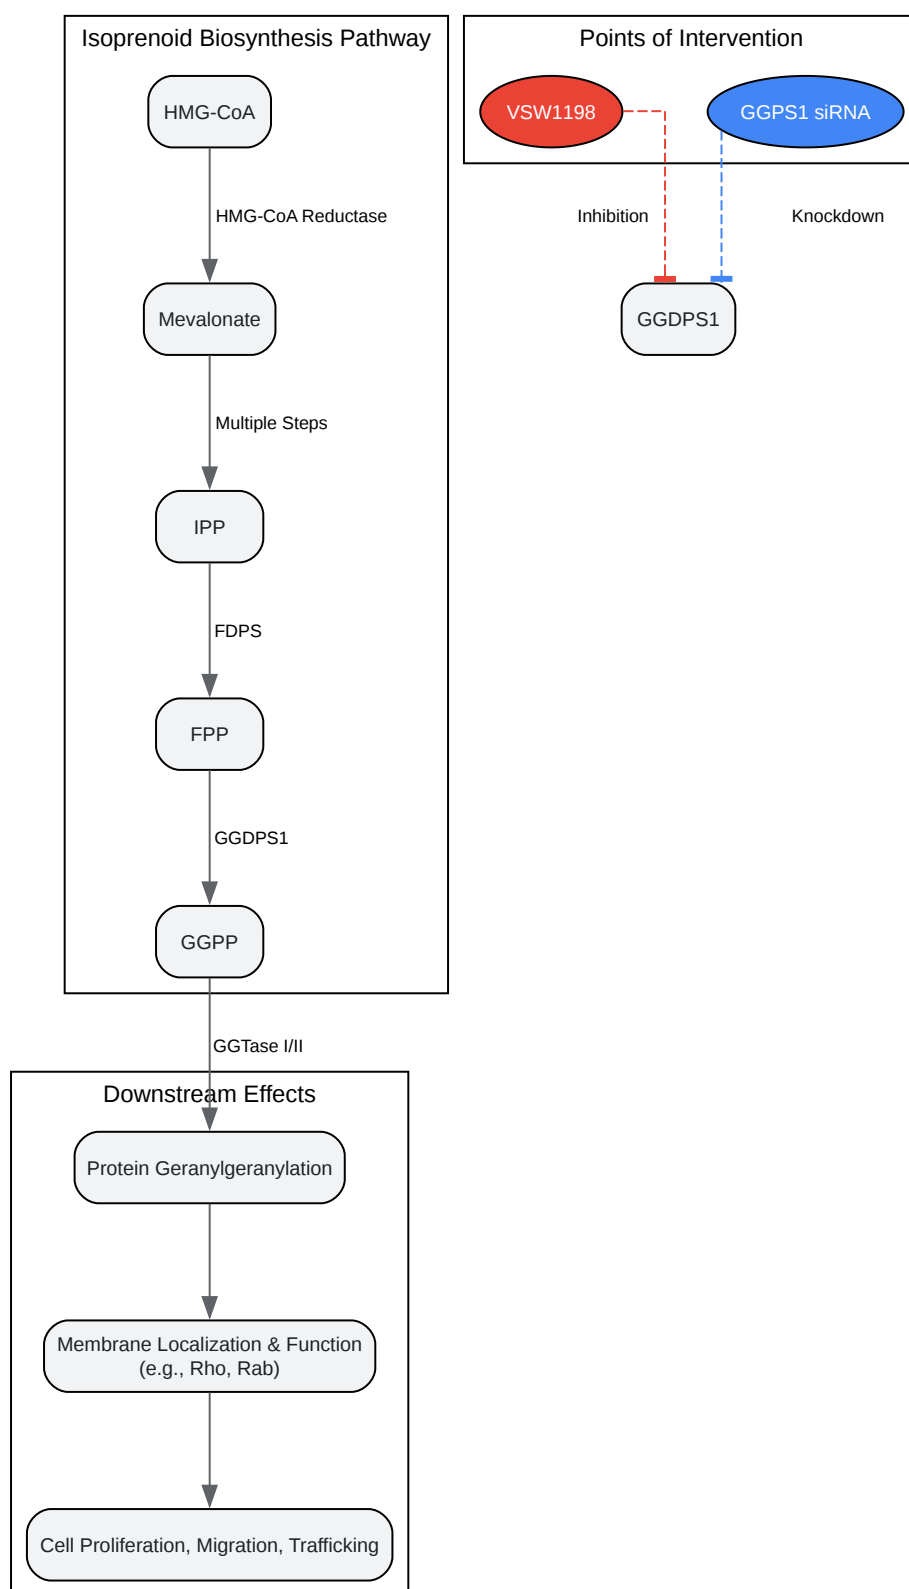 Isoprenoid Biosynthesis Pathway
HMG-CoA
HMG-CoA Reductase
Mevalonate
Multiple Steps
IPP
FDPS
FPP
GGDPS1
GGPP
GGTase I/II
Points of Intervention
VSW1198
GGPS1 siRNA
Inhibition
Knockdown
GGDPS1
Downstream Effects
Protein Geranylgeranylation
Membrane Localization & Function
(e.g., Rho, Rab)
Cell Proliferation, Migration, Trafficking